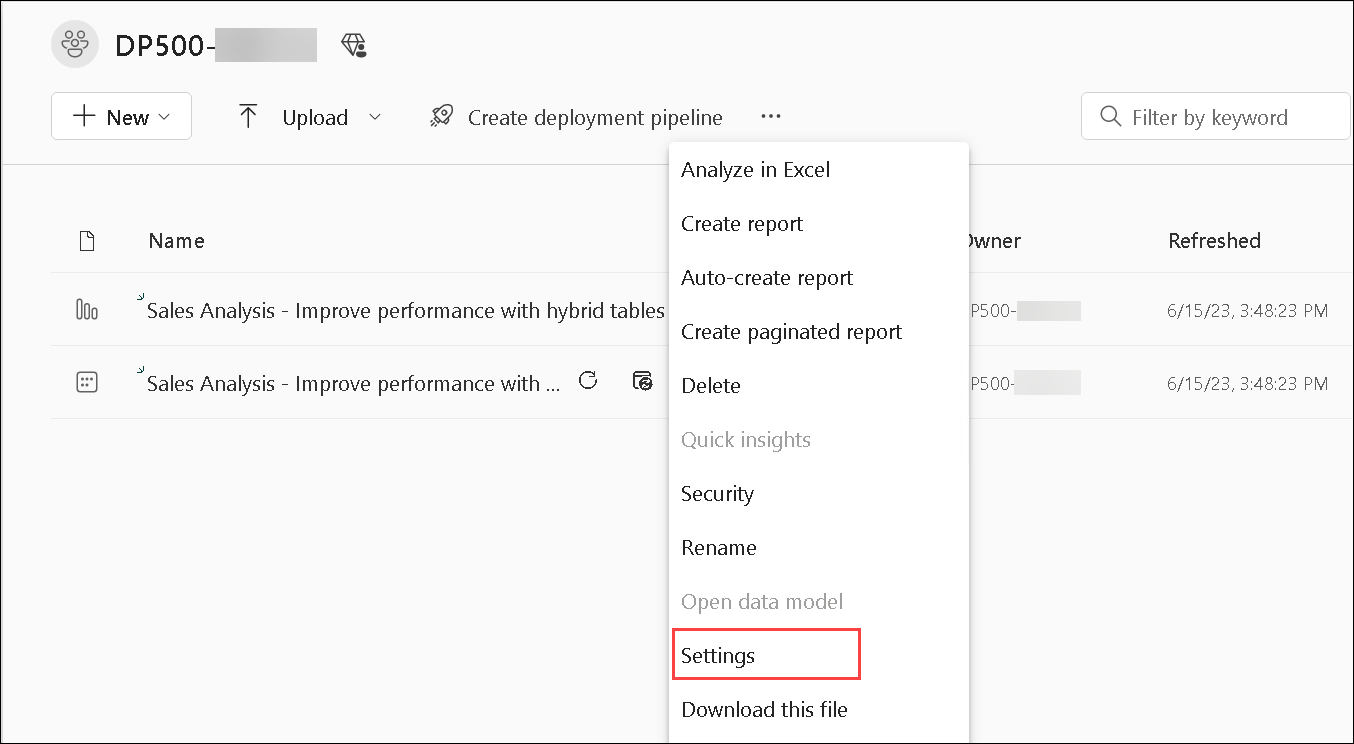 DP500-
New
Upload
Create deployment pipeline
Filter by keyword
Analyze in Excel
Create report
Auto-create report
Create paginated report
Delete
Quick insights
Security
Rename
Open data model
Settings
Download this file
Name
Owner
Refreshed
Sales Analysis - Improve performance with hybrid tables
P500-
6/15/23, 3:48:23 PM
Sales Analysis - Improve performance with ...
P500-
6/15/23, 3:48:23 PM